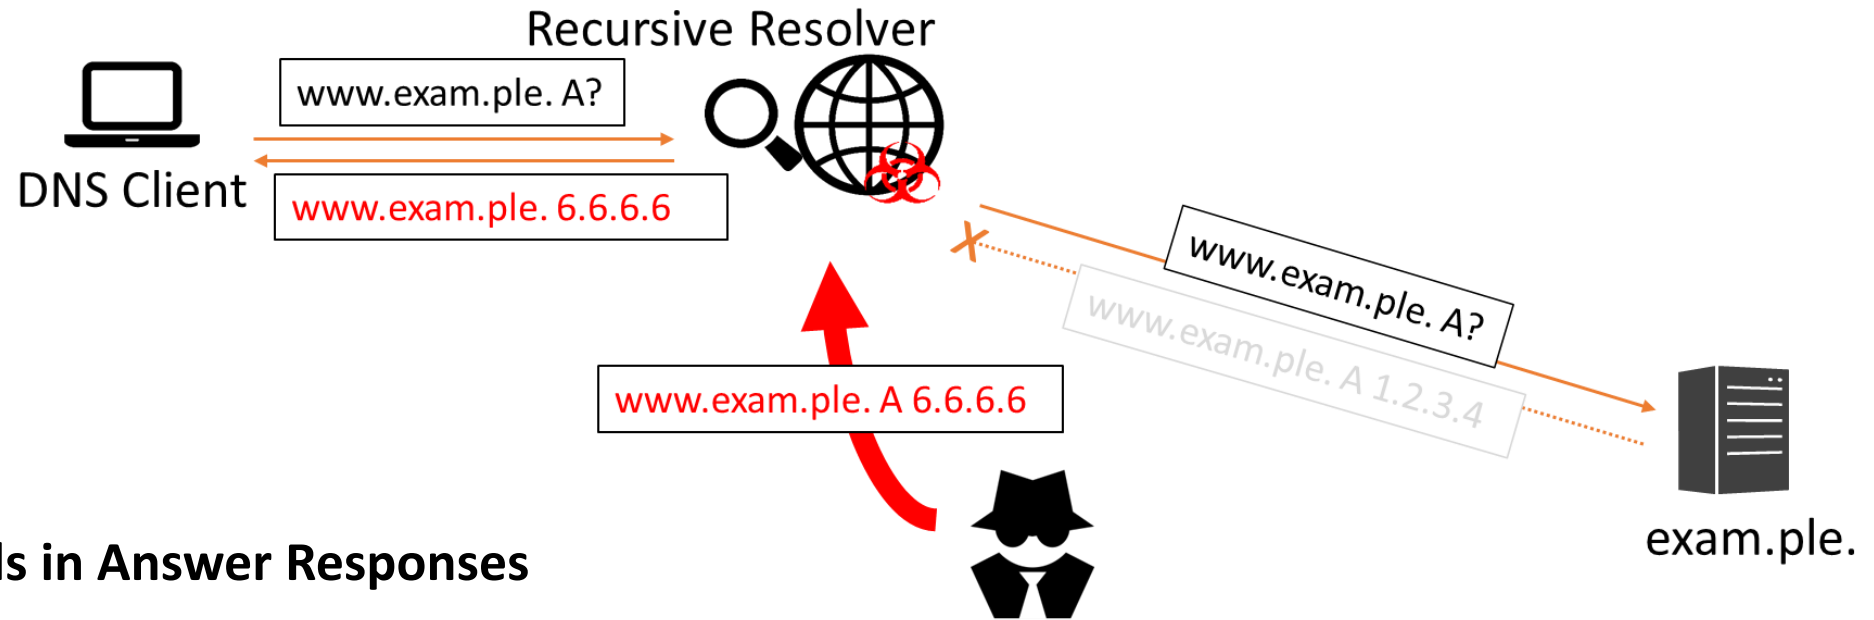 Recursive Resolver
www.exam.ple. A?
DNS Client
www.exam.ple. 6.6.6.6
www.exam.ple. A?
www.exam.ple. A 1.2.3.4
www.exam.ple. A 6.6.6.6
exam.ple.
in Answer Responses